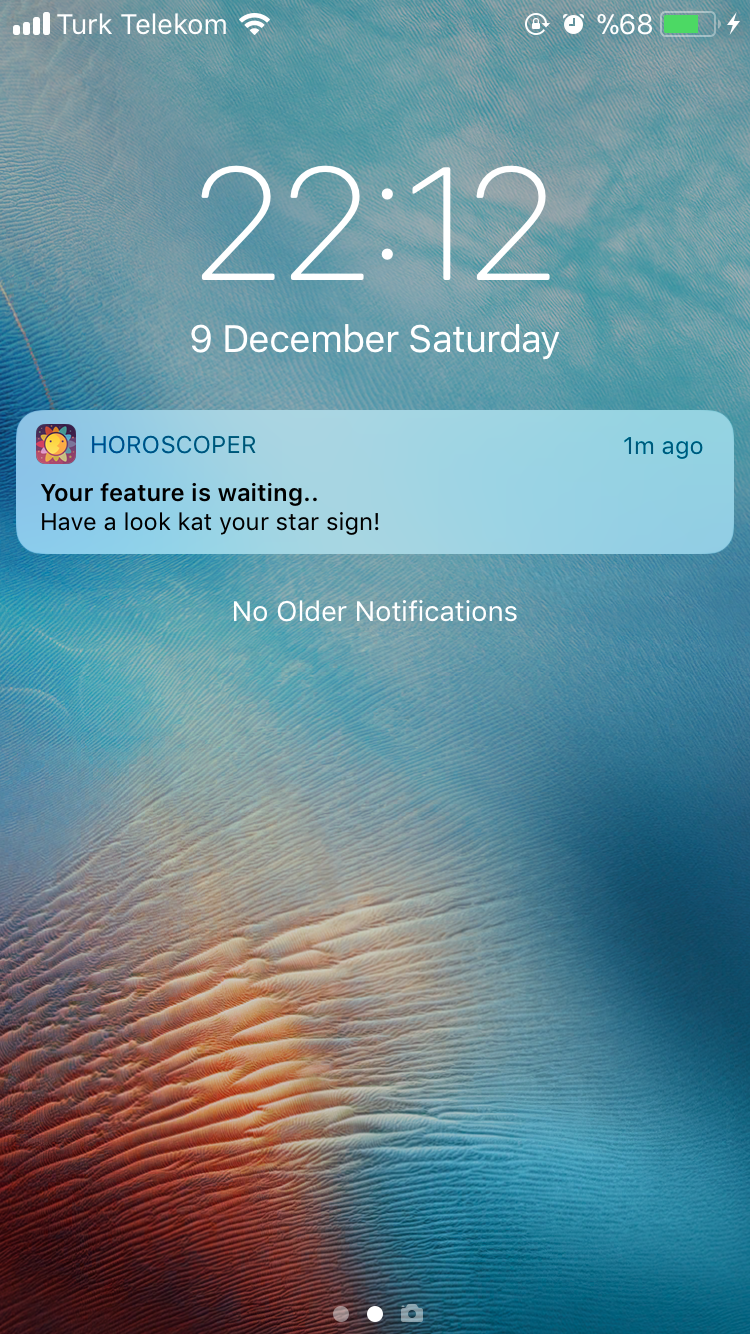 Turk Telekom %68
22:12
9 December Saturday
HOROSCOPER 1m ago
Your feature is waiting..
Have a look kat your star sign!
No Older Notifications